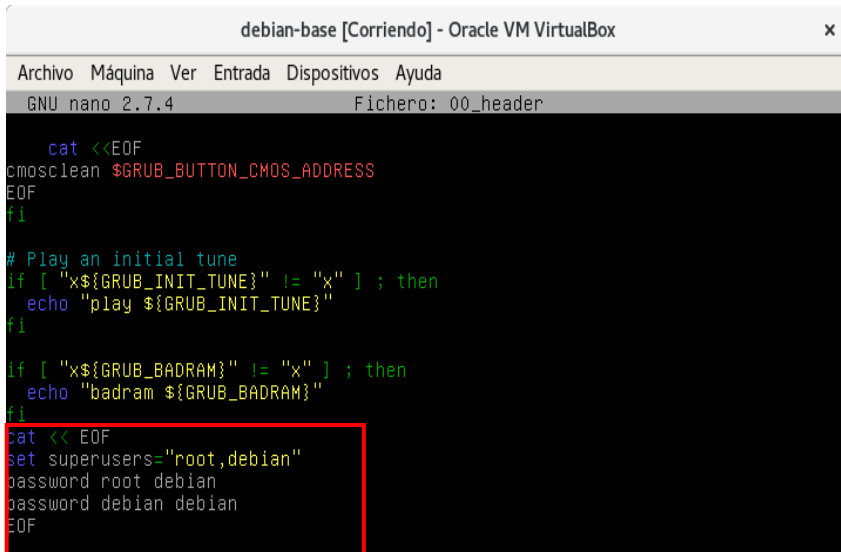 debian-base [Corriendo] - Oracle VM VirtualBox ×
Archivo Máquina Ver Entrada Dispositivos Ayuda
GNU nano 2.7.4 Fichero: 00_header
cat <<EOF
cmosclean $GRUB_BUTTON_CMOS_ADDRESS
EOF
fi
# Play an initial tune
if [ "x${GRUB_INIT_TUNE}" != "x" ] ; then
echo "play ${GRUB_INIT_TUNE}"
fi
if [ "x${GRUB_BADRAM}" != "x" ] ; then
echo "badram ${GRUB_BADRAM}"
fi
cat << EOF
set superusers="root,debian"
password root debian
password debian debian
EOF